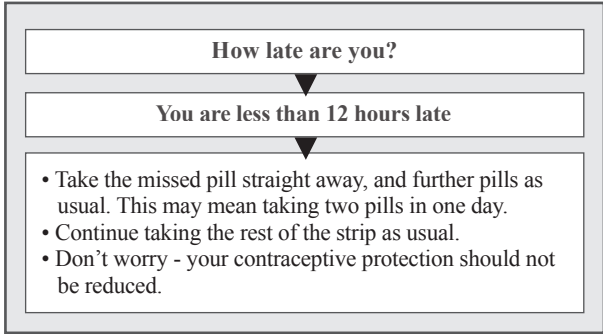 How late are you?
You are less than 12 hours late
• Take the missed pill straight away, and further pills as
usual. This may mean taking two pills in one day.
• Continue taking the rest of the strip as usual.
• Don't worry - your contraceptive protection should not
be reduced.